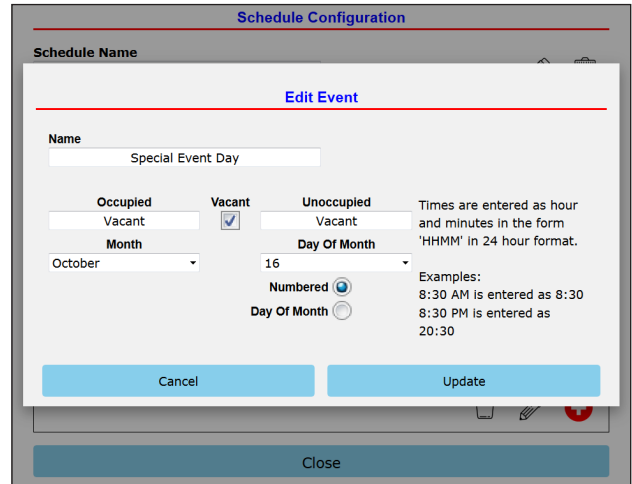 Schedule Configuration
Schedule Name
Edit Event
Name
Special Event Day
Occupied Vacant Unoccupied
Vacant Vacant
Month Day Of Month
October 16
Numbered
Day Of Month
Times are entered as hour
and minutes in the form
'HHMM' in 24 hour format.
Examples:
8:30 AM is entered as 8:30
8:30 PM is entered as
20:30
Cancel Update
Close